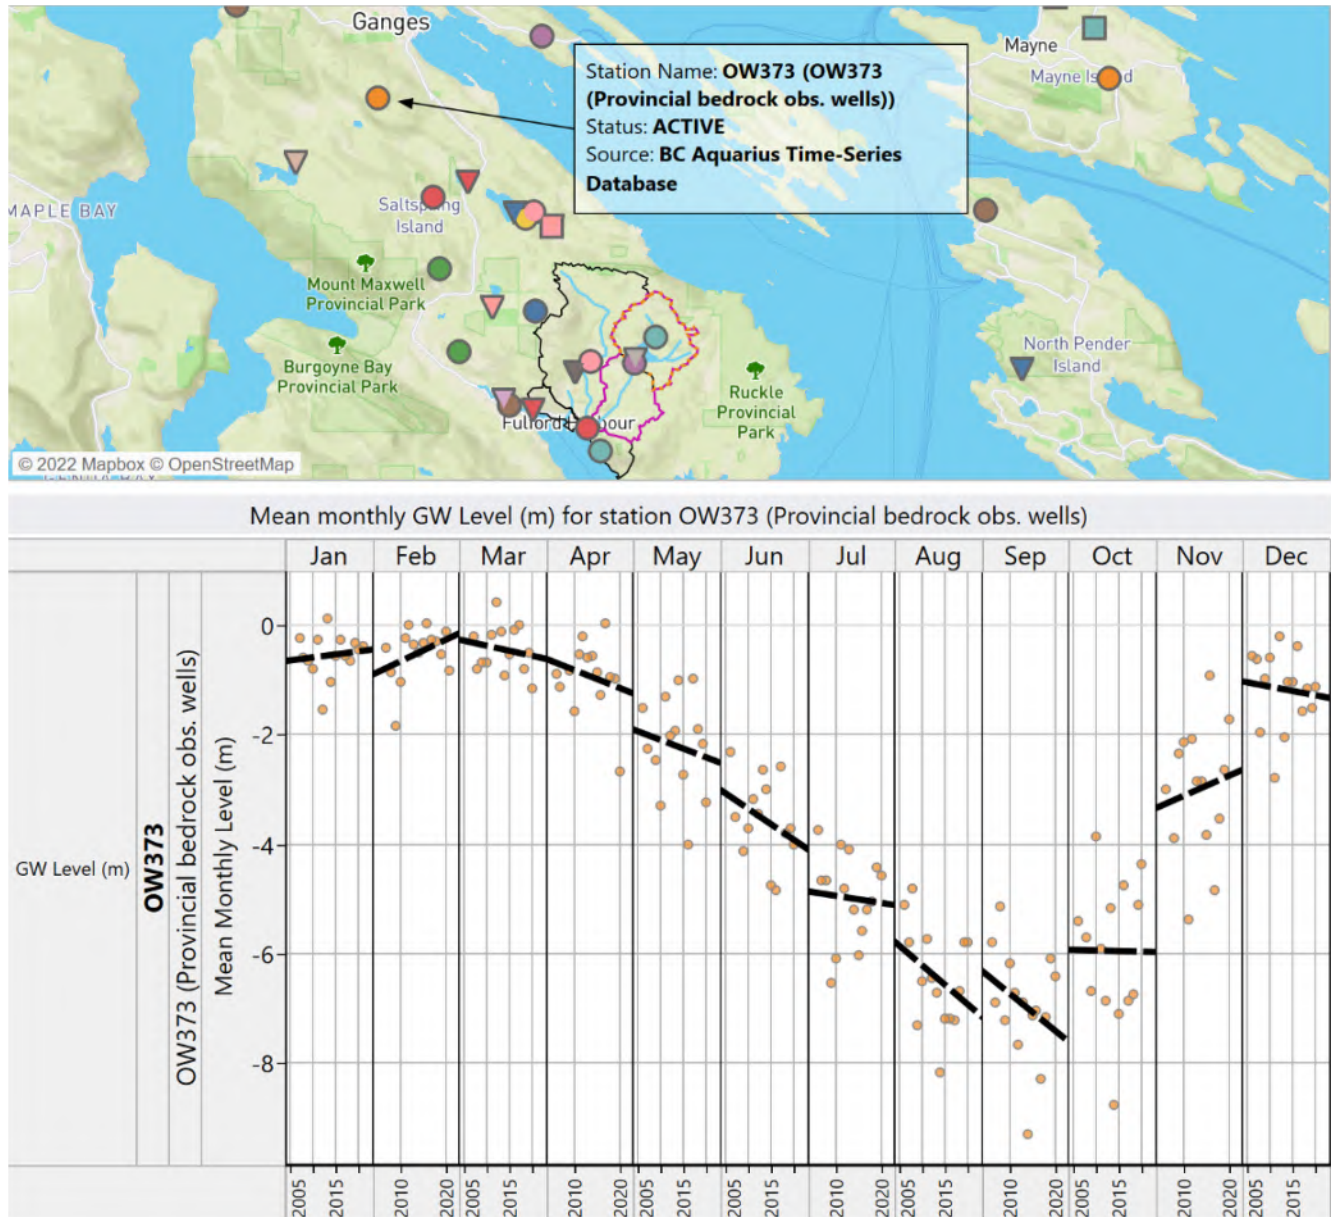 Ganges
Mayne
Mayne Island
Station Name: OW373 (OW373
(Provincial bedrock obs. wells))
Status: ACTIVE
Source: BC Aquarius Time-Series
Database
MAPLE BAY
Saltspring
Island
Mount Maxwell
Provincial Park
Burgoyne Bay
Provincial Park
North Pender
Island
Ruckle
Provincial
Park
Fulford Harbour
© 2022 Mapbox © OpenStreetMap
Mean monthly GW Level (m) for station OW373 (Provincial bedrock obs. wells)
Jan Feb Mar Apr May Jun Jul Aug Sep Oct Nov Dec
GW Level (m)
OW373
OW373 (Provincial bedrock obs. wells)
Mean Monthly Level (m)
0
-2
-4
-6
-8
2005 2015 2010 2020 2005 2015 2010 2020 2005 2015 2010 2020 2005 2015 2010 2020 2005 2015 2010 2020 2005 2015